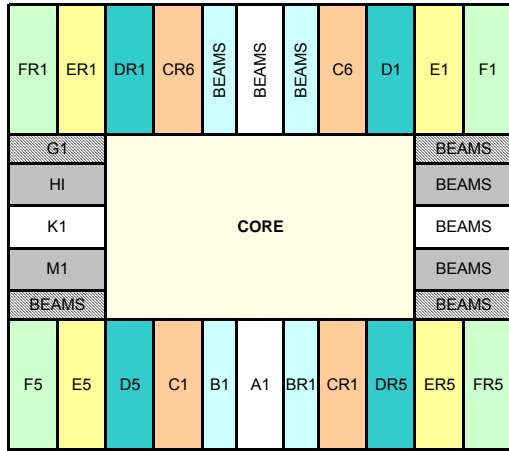 FR1 ER1 DR1 CR6 BEAMS BEAMS BEAMS C6 D1 E1 F1
G1 BEAMS
HI BEAMS
K1 CORE BEAMS
M1 BEAMS
BEAMS BEAMS
F5 E5 D5 C1 B1 A1 BR1 CR1 DR5 ER5 FR5